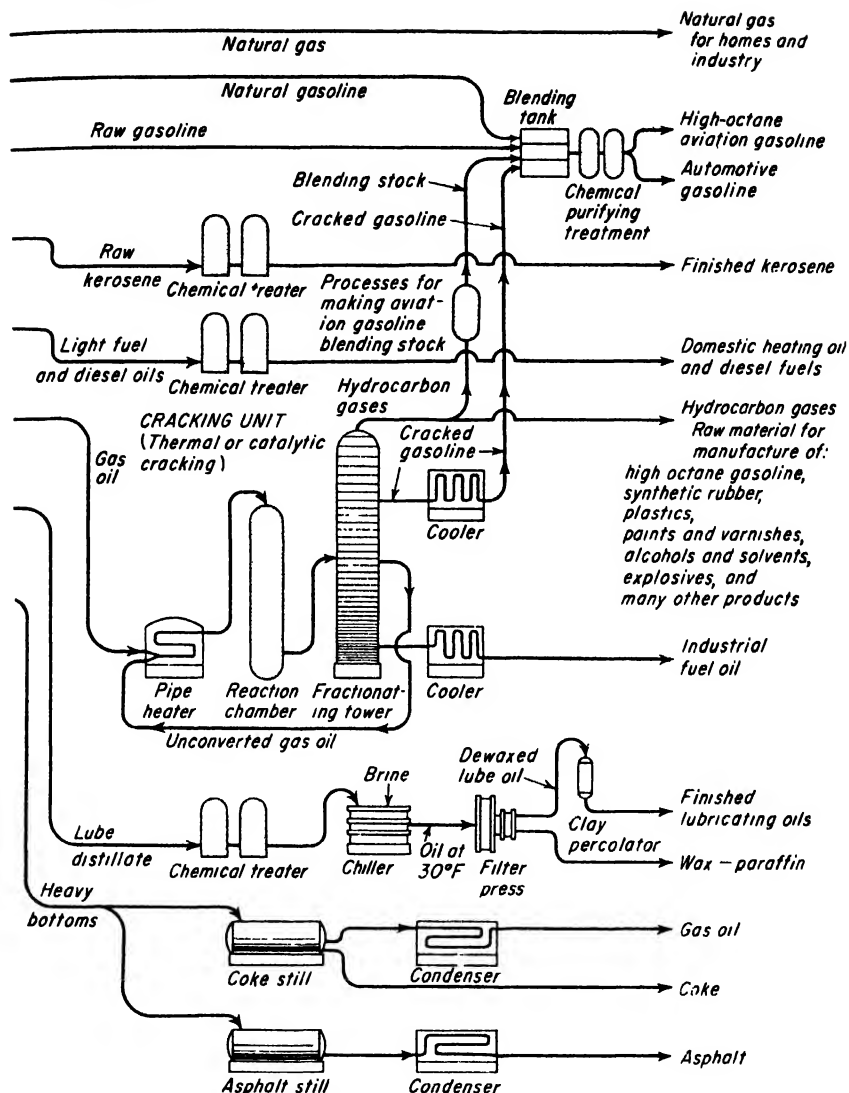 Natural gas
Natural gas
for homes and
industry
Natural gasoline
Blending
tank
Raw gasoline
High-octane
aviation gasoline
Automotive
gasoline
Blending stock
Cracked gasoline
Chemical
purifying
treatment
Raw
kerosene
Chemical treater
Processes for
making aviat-
ion gasoline
blending stock
Finished kerosene
Light fuel
and diesel oils
Chemical treater
Domestic heating oil
and diesel fuels
Hydrocarbon
gases
CRACKING UNIT
(Thermal or catalytic
cracking)
Gas
oil
Cracked
gasoline
Cooler
Hydrocarbon gases
Raw material for
manufacture of:
high octane gasoline,
synthetic rubber,
plastics,
paints and varnishes,
alcohols and solvents,
explosives, and
many other products
Pipe
heater
Reaction
chamber
Fractionat-
ing tower
Cooler
Industrial
fuel oil
Unconverted gas oil
Lube
distillate
Chemical treater
Brine
Chiller
Oil at
30°F
Filter
press
Dewaxed
lube oil
Clay
percolator
Finished
lubricating oils
Wax – paraffin
Heavy
bottoms
Coke still
Condenser
Gas oil
Coke
Asphalt still
Condenser
Asphalt